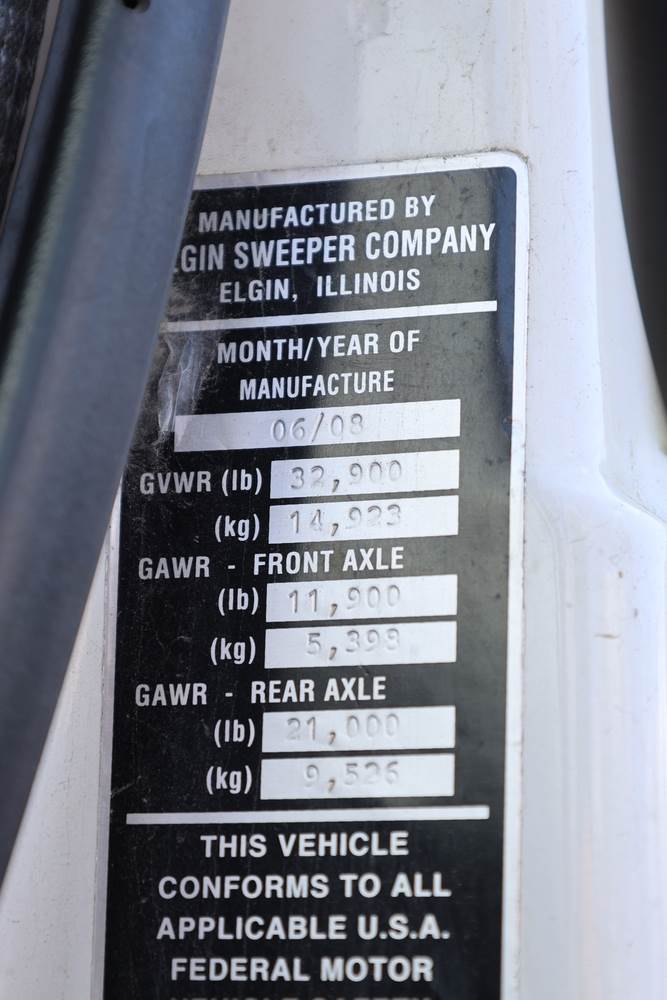 MANUFACTURED BY
LGIN SWEEPER COMPANY
ELGIN, ILLINOIS
MONTH/YEAR OF
MANUFACTURE
06/08
GVWR (lb) 32,900
(kg) 14,923
GAWR - FRONT AXLE
(lb) 11,900
(kg) 5,398
GAWR - REAR AXLE
(lb) 21,000
(kg) 9,526
THIS VEHICLE
CONFORMS TO ALL
APPLICABLE U.S.A.
FEDERAL MOTOR